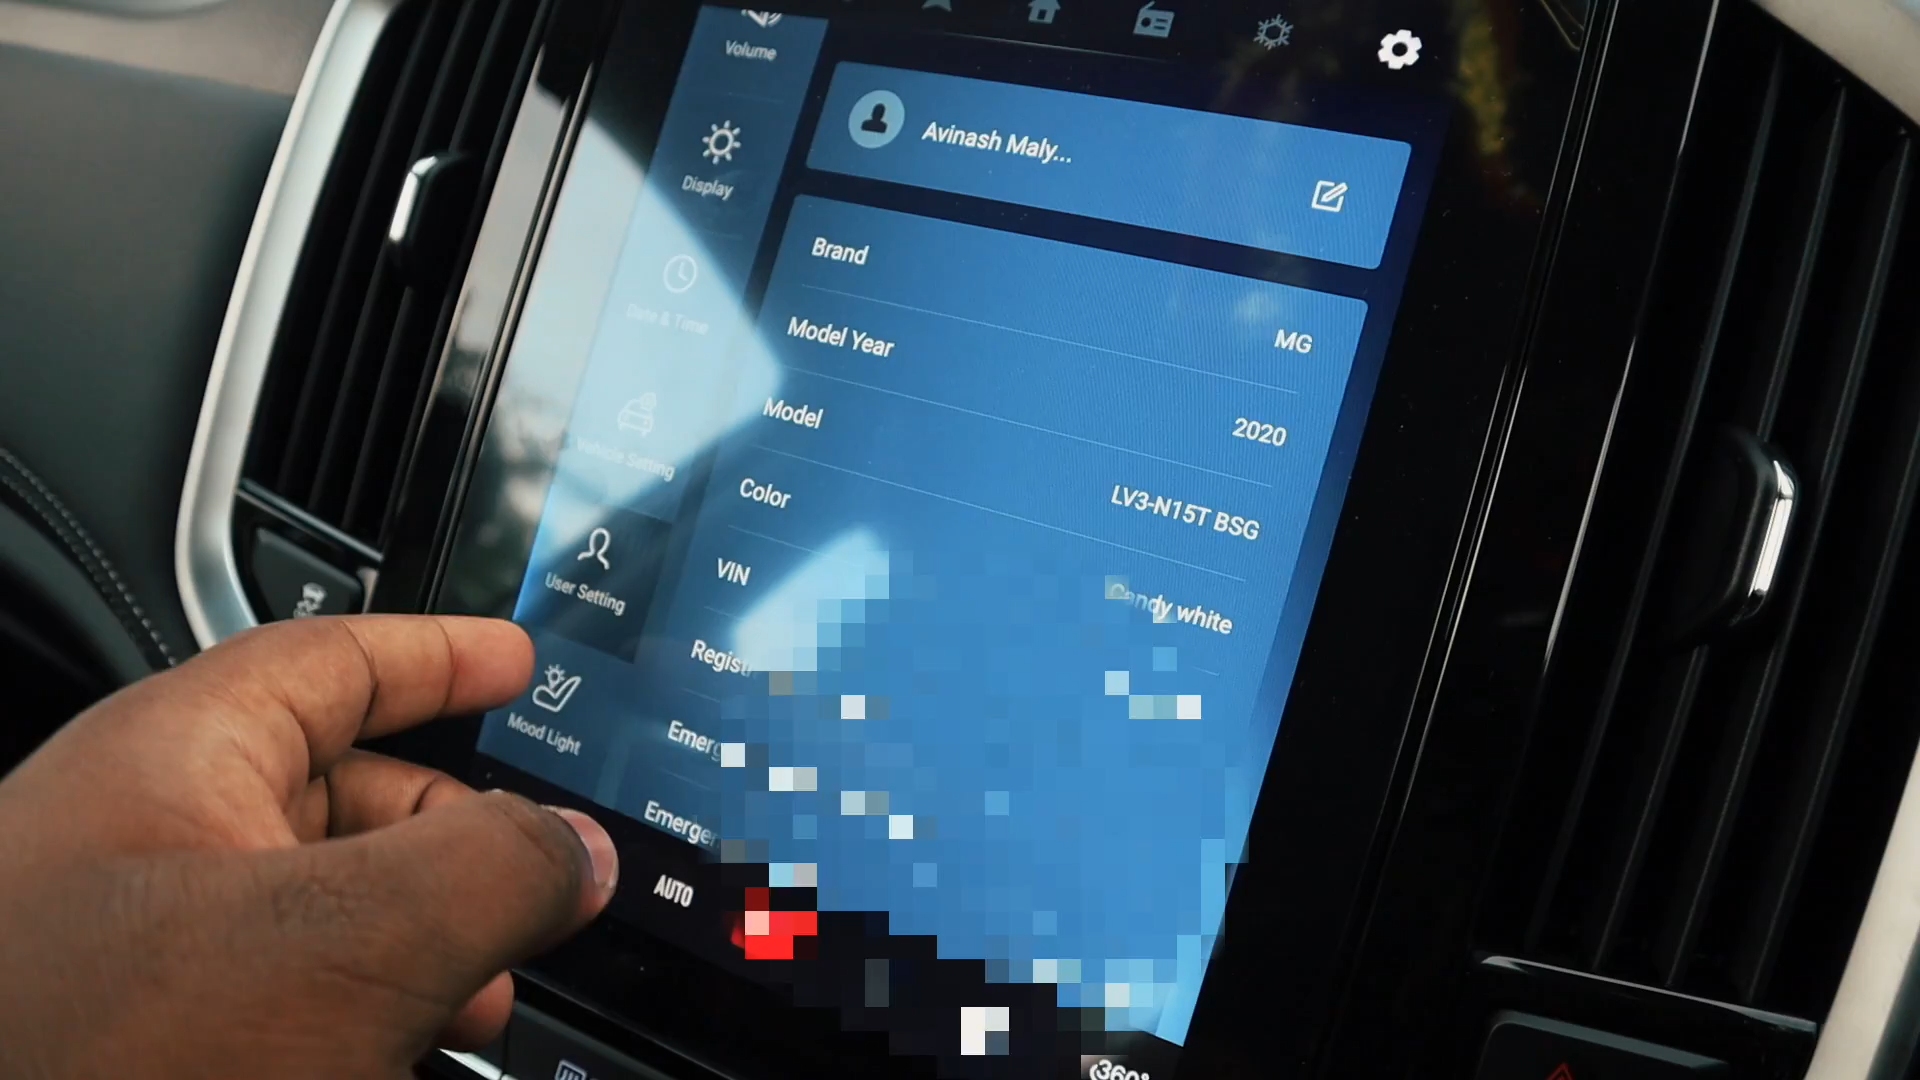 Volume
Display
Date & Time
Vehicle Setting
User Setting
Mood Light
Avinash Maly...
Brand
MG
Model Year
2020
Model
LV3-N15T BSG
Color
Candy white
VIN
Regist
Emerg
Emergen
AUTO
360°